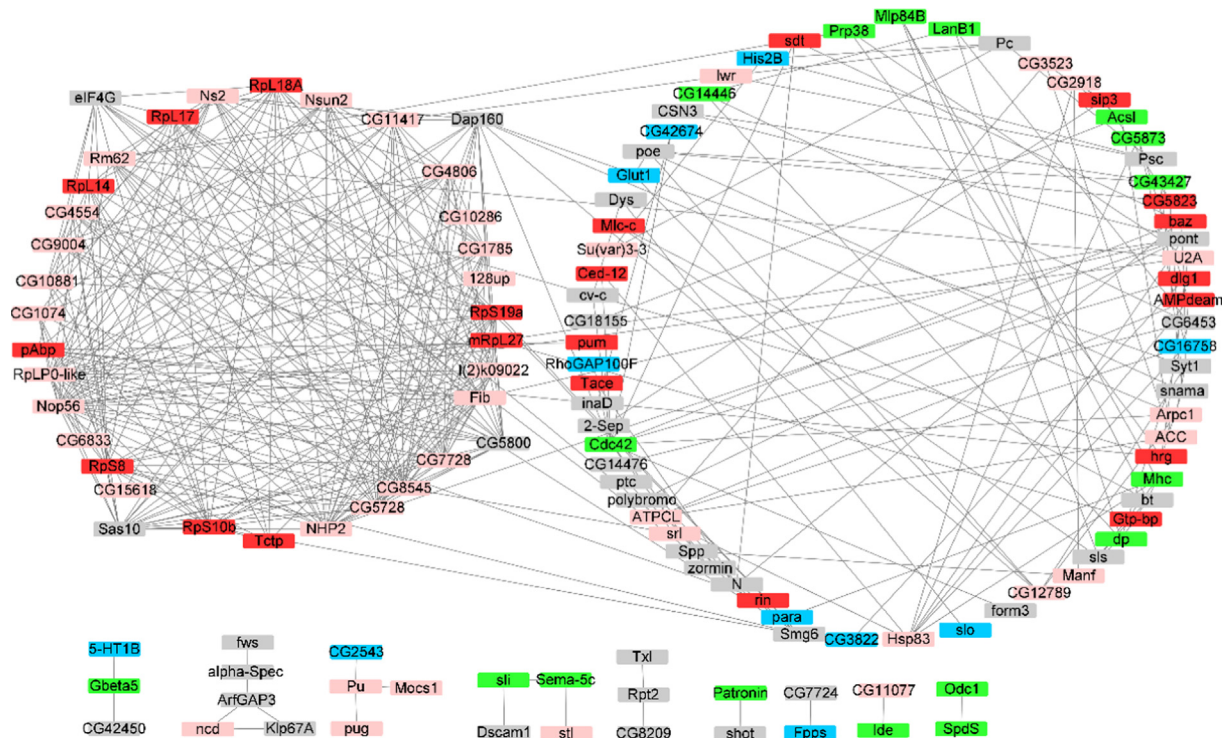 eIF4G
Ns2
RpL18A
Nsun2
RpL17
CG11417
Dap160
Rm62
CG4806
RpL14
CG4554
CG10286
CG9004
CG1785
CG10881
128up
CG1074
RpS19a
pAbp
mRpL27
RpLP0-like
l(2)k09022
Nop56
Fib
CG6833
CG5800
RpS8
CG7728
CG15618
CG8545
CG5728
Sas10
RpS10b
NHP2
Tctp
Mlp84B
Prp38
LanB1
sdt
Pc
His2B
CG3523
lwr
CG2918
CG14446
sip3
CSN3
Acsl
CG42674
CG5873
poe
Psc
Glut1
CG43427
Dys
CG5823
Mlc-c
baz
pont
Su(var)3-3
U2A
Ced-12
dlg1
cv-c
AMPdeam
CG18155
CG6453
pum
CG16758
RhoGAP100F
Syt1
Tace
snama
inaD
Arpc1
2-Sep
ACC
Cdc42
hrg
CG14476
Mhc
ptc
bt
polybromo
Gtp-bp
ATPCL
dp
srl
sls
Spp
Manf
zormin
CG12789
N
form3
rin
slo
para
Hsp83
Smg6
CG3822
5-HT1B
Gbeta5
CG42450
fws
alpha-Spec
ArfGAP3
ncd
Klp67A
CG2543
Pu
Mocs1
pug
sli
Sema-5c
Dscam1
stl
Txl
Rpt2
CG8209
Patronin
shot
CG7724
Fpps
CG11077
Ide
Odc1
SpdS